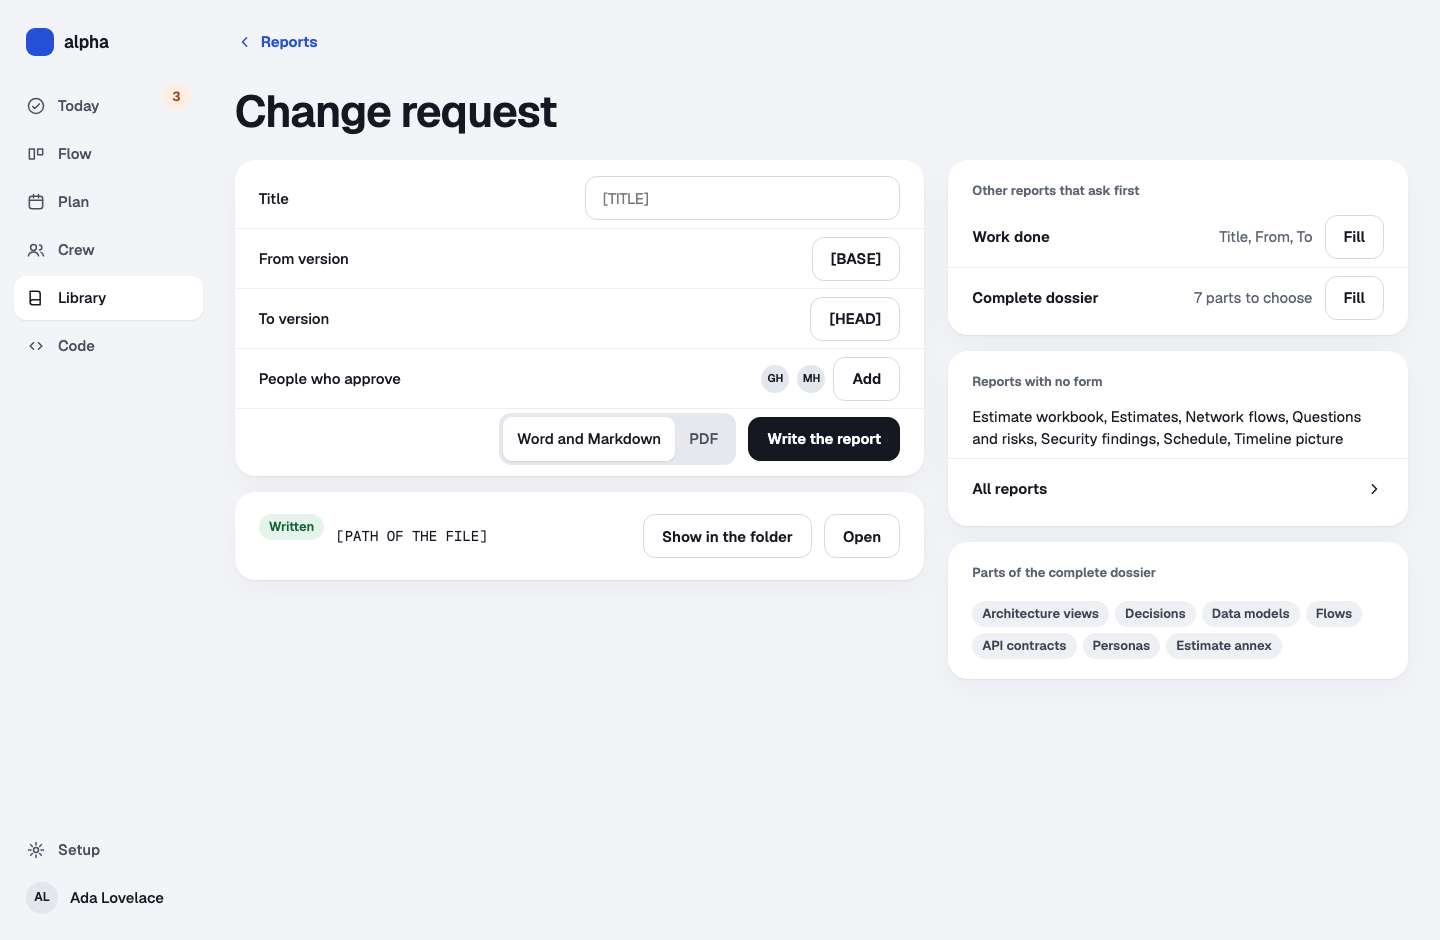 alpha
Today
3
Flow
Plan
Crew
Library
Code
Setup
AL
Ada Lovelace
Reports
Change request
Title
[TITLE]
From version
[BASE]
To version
[HEAD]
People who approve
GH
MH
Add
Word and Markdown
PDF
Write the report
Written
[PATH OF THE FILE]
Show in the folder
Open
Other reports that ask first
Work done
Title, From, To
Fill
Complete dossier
7 parts to choose
Fill
Reports with no form
Estimate workbook, Estimates, Network flows, Questions
and risks, Security findings, Schedule, Timeline picture
All reports
Parts of the complete dossier
Architecture views
Decisions
Data models
Flows
API contracts
Personas
Estimate annex